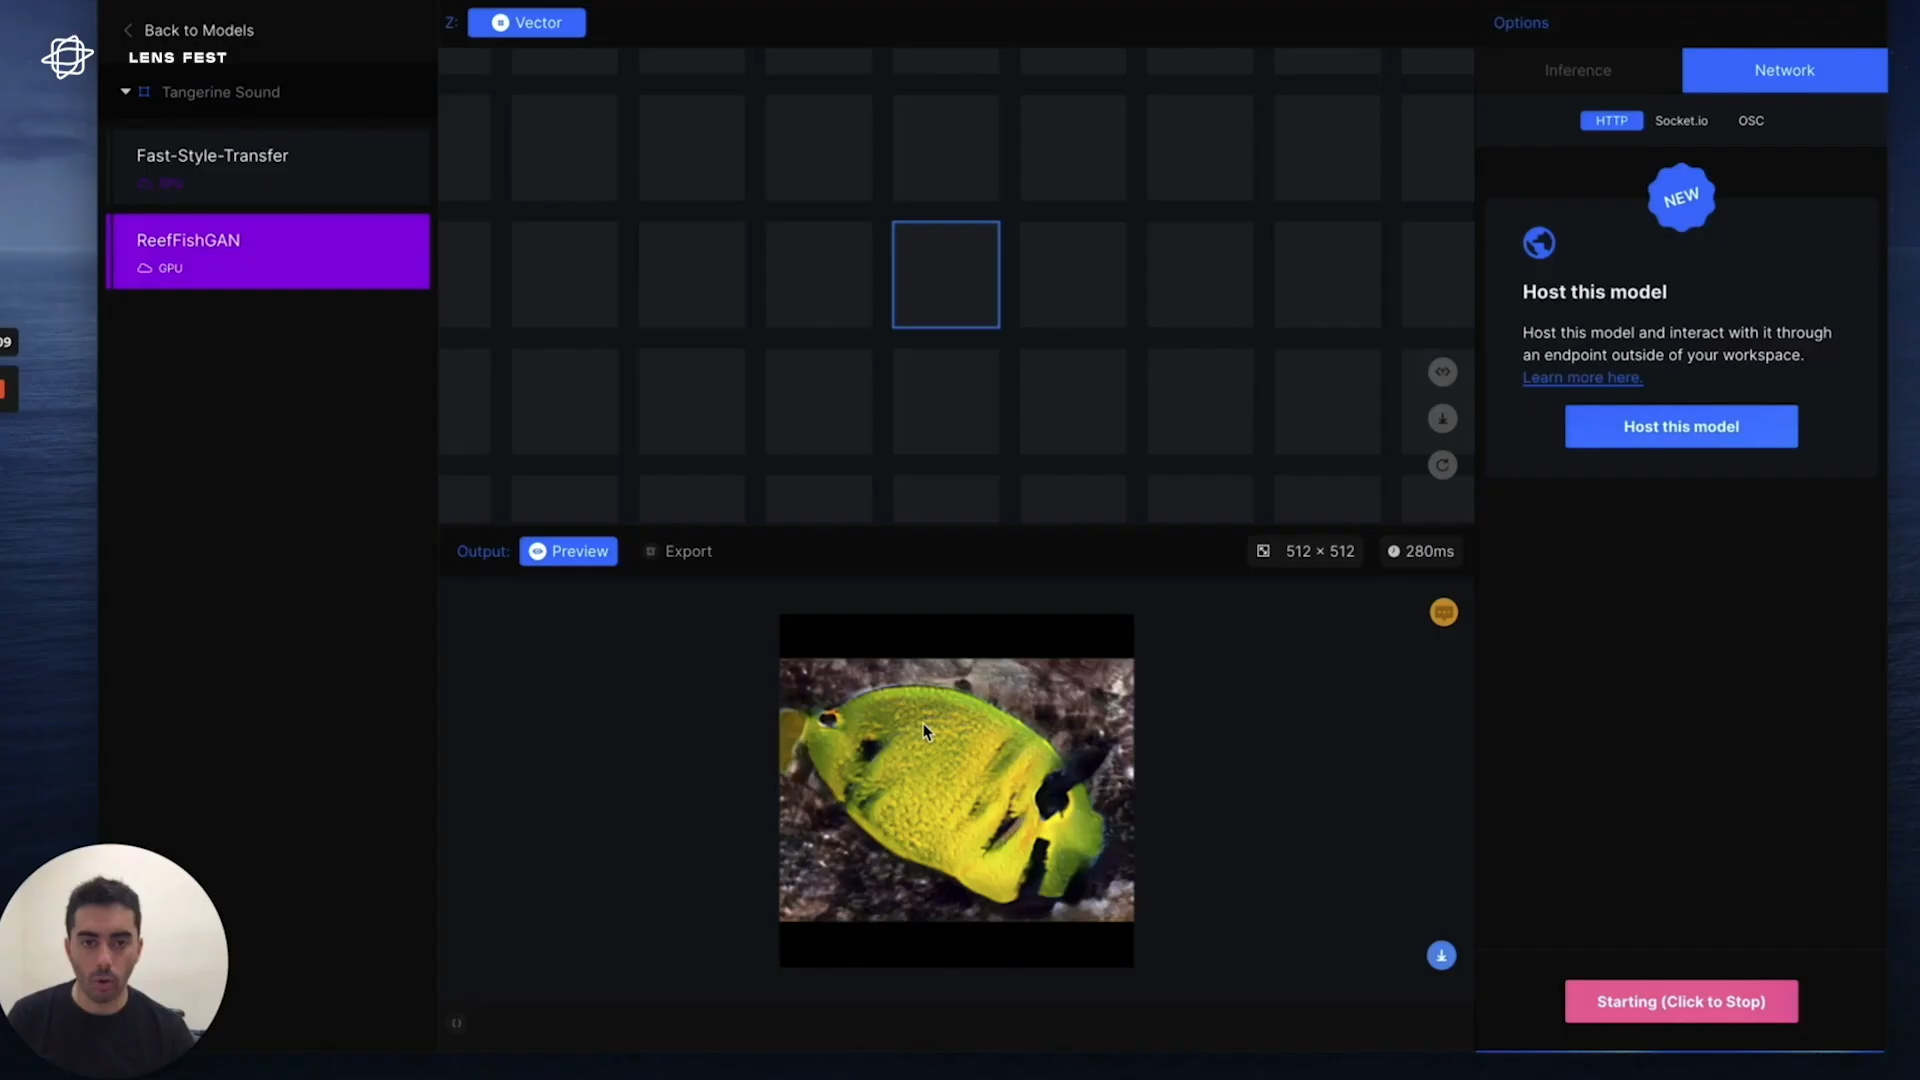 Back to Models
LENS FEST
Tangerine Sound
Fast-Style-Transfer
ReefFishGAN
GPU
09
Z:
Vector
Output:
Preview
Export
512 × 512
280ms
Options
Inference
Network
HTTP
Socket.io
OSC
NEW
Host this model
Host this model and interact with it through
an endpoint outside of your workspace.
Learn more here.
Host this model
Starting (Click to Stop)